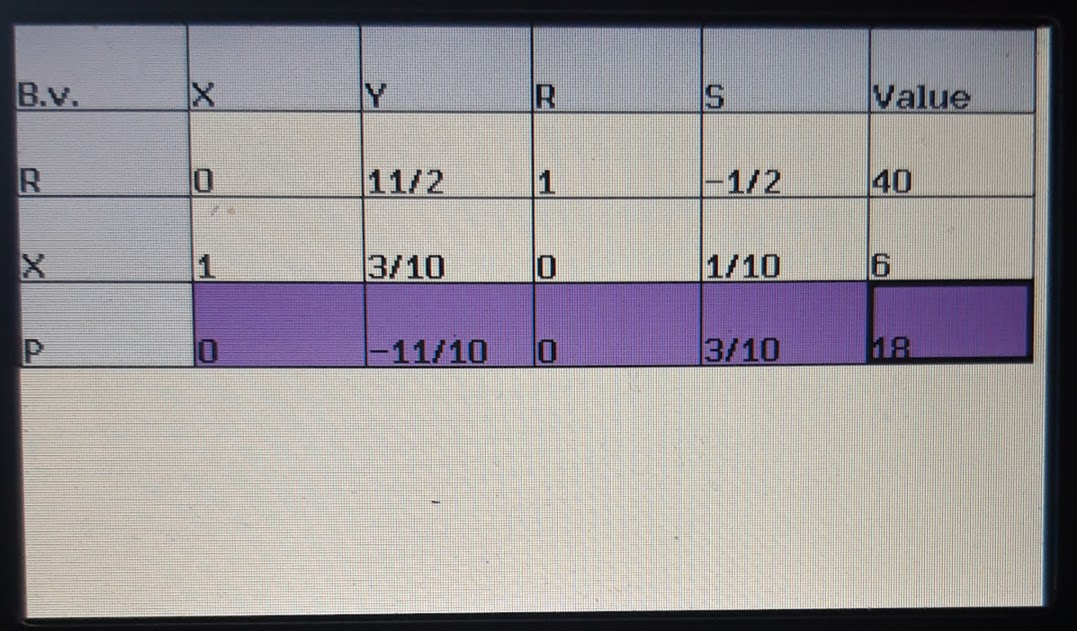 B.v. X Y R S Value
R 0 11/2 1 -1/2 40
X 1 3/10 0 1/10 6
P 0 -11/10 0 3/10 18